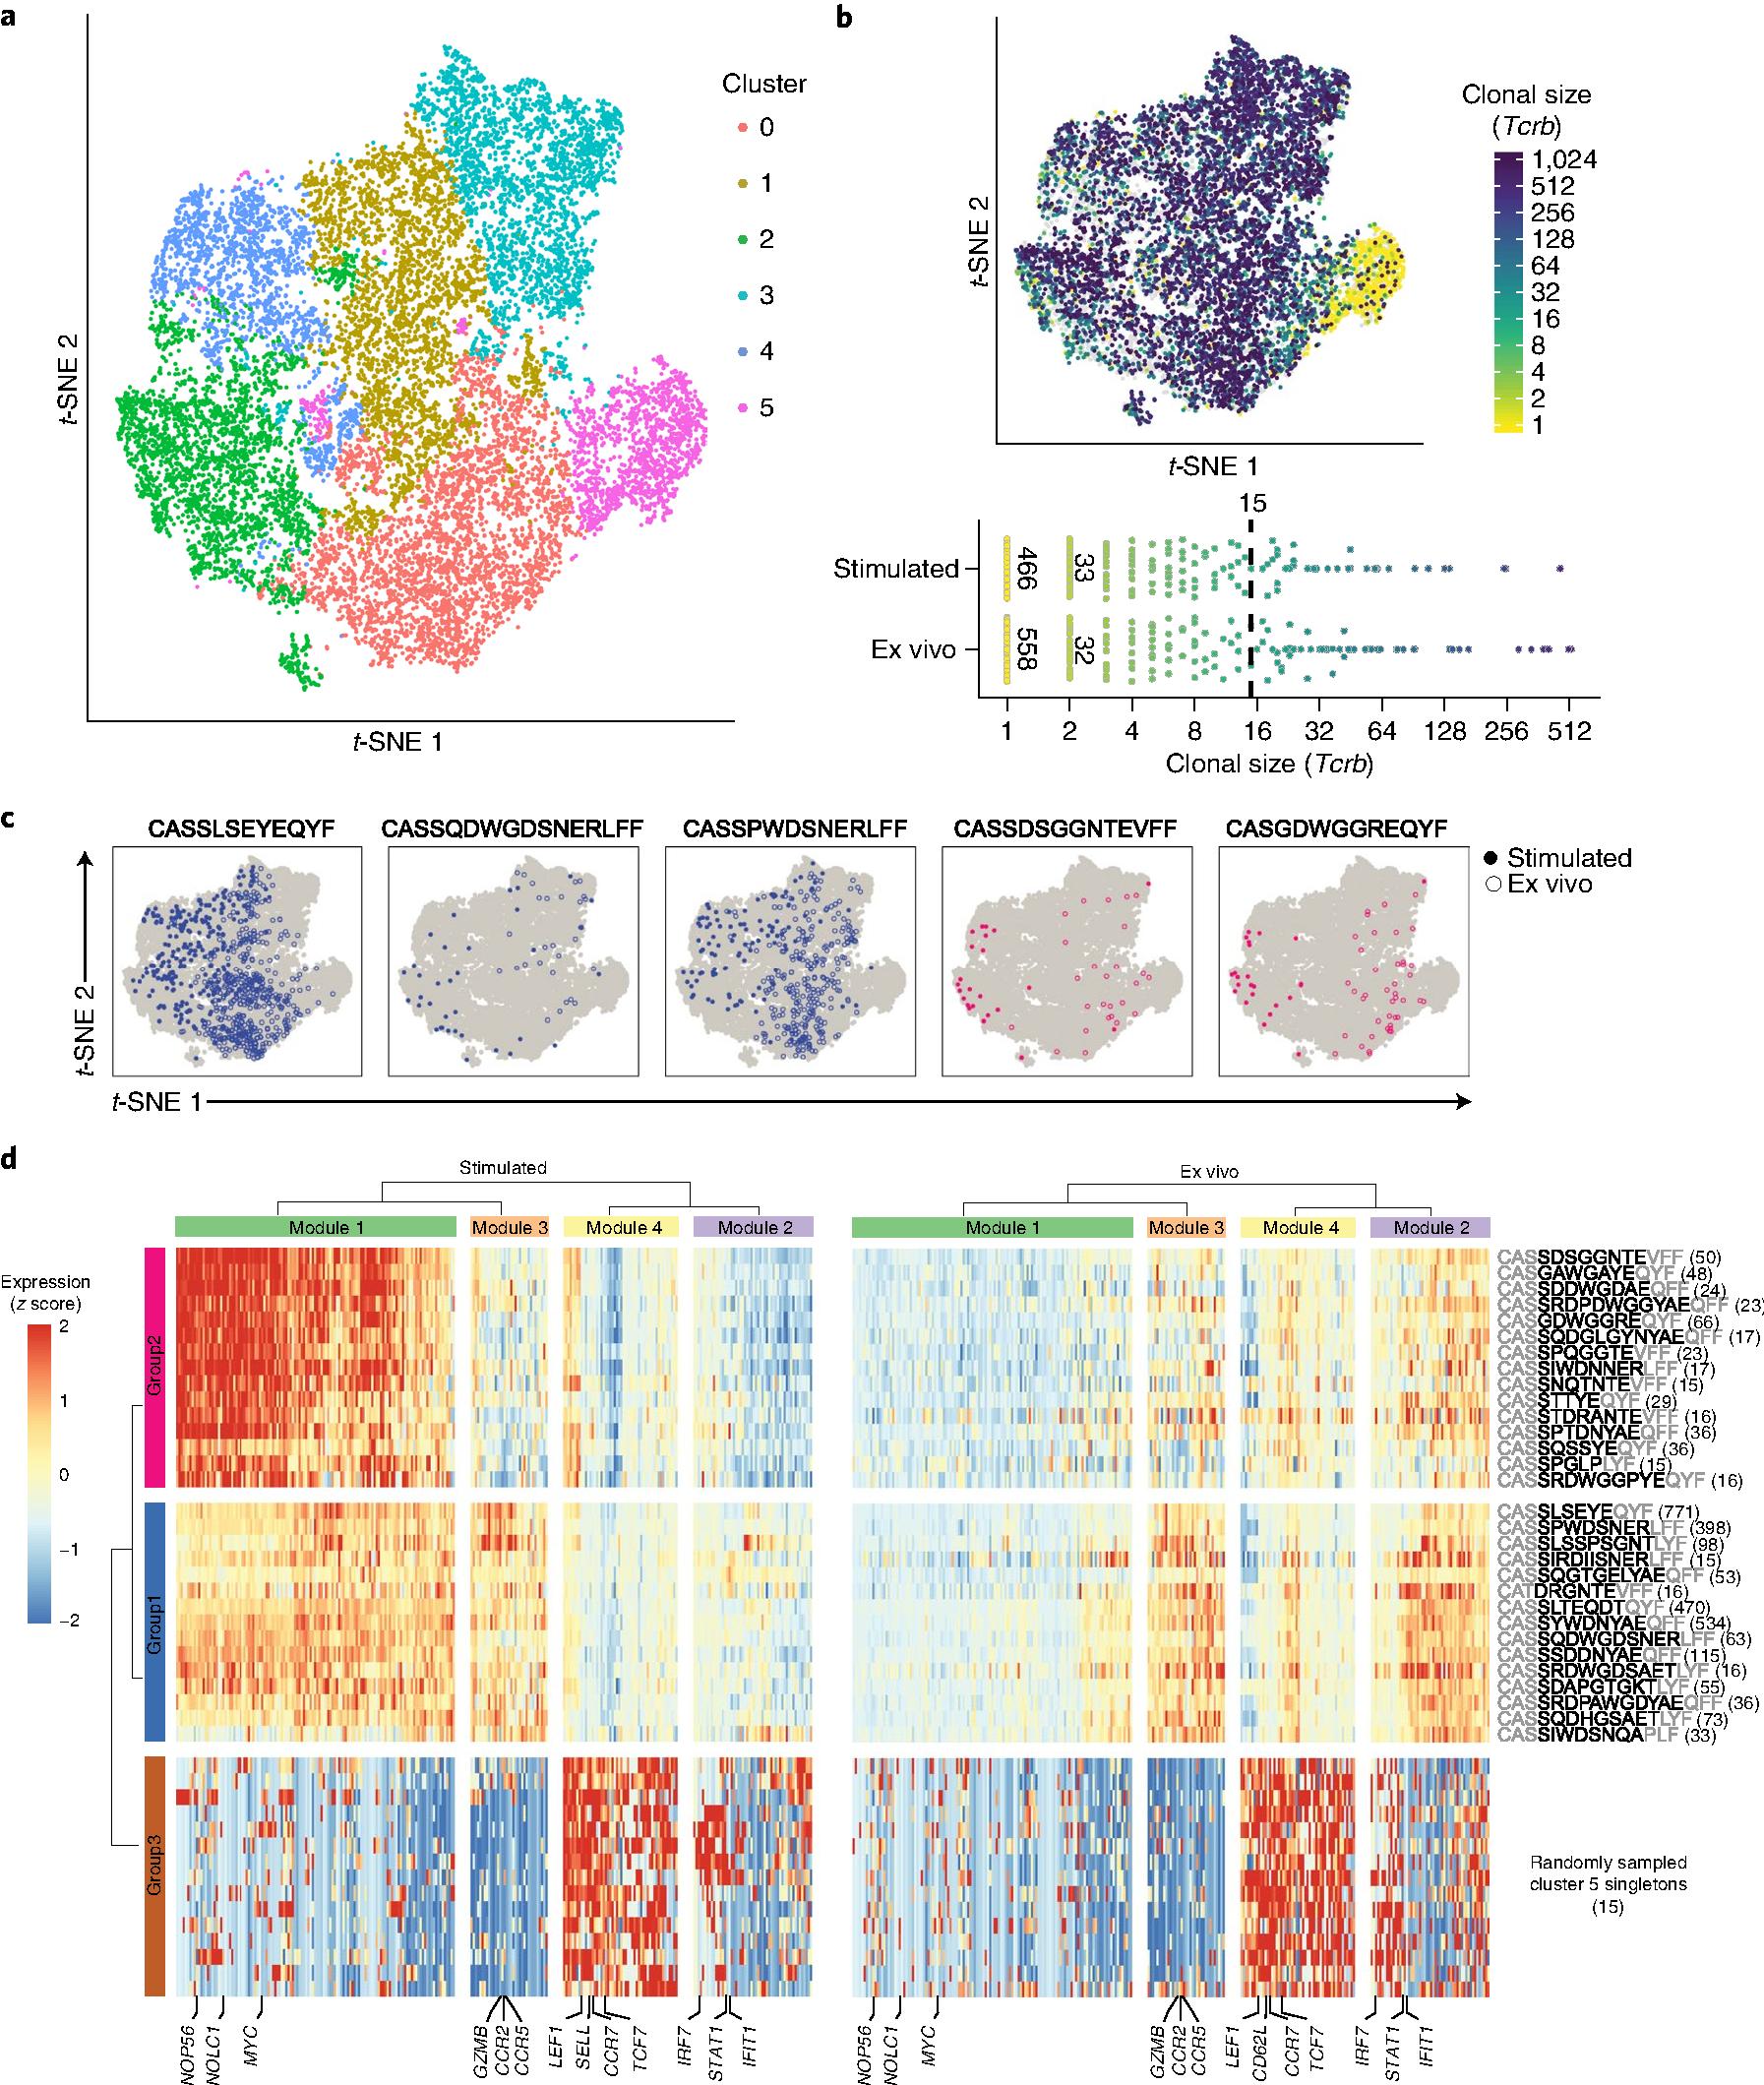 a
Cluster
0
1
2
3
4
5
t-SNE 2
t-SNE 1
b
Clonal size
(Tcrb)
1,024
512
256
128
64
32
16
8
4
2
1
t-SNE 2
t-SNE 1
15
Stimulated
466
33
Ex vivo
558
32
1 2 4 8 16 32 64 128 256 512
Clonal size (Tcrb)
c
CASSLSEYEQYF CASSQDWGDSNERLFF CASSPWDSNERLFF CASSDSGGNTEVFF CASGDWGGREQYF
Stimulated
Ex vivo
t-SNE 2
t-SNE 1
d
Stimulated Ex vivo
Module 1 Module 3 Module 4 Module 2 Module 1 Module 3 Module 4 Module 2
Expression
(z score)
2
1
0
−1
−2
Group2
Group1
Group3
CASSDSGGNTEVFF (50)
CASGAWGAYEQYF (48)
CASSDDWGDAEQFF (24)
CASSRDPDWGGYAEQFF (23)
CASGDWGGREQYF (66)
CASSQDGLGYNYAEQFF (17)
CASSPQGGTEVFF (23)
CASSIWDNNERLFF (17)
CASSNQTNTEVFF (15)
CASSTTYEQYF (29)
CASSTDRANTEVFF (16)
CASSPTDNYAEQFF (36)
CASSQSSYEQYF (36)
CASSPGLPLYF (15)
CASSRDWGGPYEQYF (16)
CASSLSEYEQYF (771)
CASSPWDSNERLFF (398)
CASSLSSPSGNTLYF (98)
CASSIRDIISNERLFF (15)
CASSQGTGELYAEQFF (53)
CATDRGNTEVFF (16)
CASSLTEQDTQYF (470)
CASSYWDNYAEQFF (534)
CASSQDWGDSNERLFF (63)
CASSSDDNYAEQFF (115)
CASSRDWGDSAETLYF (16)
CASSDAPGTGKTLYF (55)
CASSRDPAWGDYAEQFF (36)
CASSQDHGSAETLYF (73)
CASSIWDSNQAPLF (33)
Randomly sampled
cluster 5 singletons
(15)
NOP56 NOLC1 MYC GZMB CCR2 CCR5 LEF1 SELL CCR7 TCF7 IRF7 STAT1 IFIT1 NOP56 NOLC1 MYC GZMB CCR2 CCR5 LEF1 CD62L CCR7 TCF7 IRF7 STAT1 IFIT1